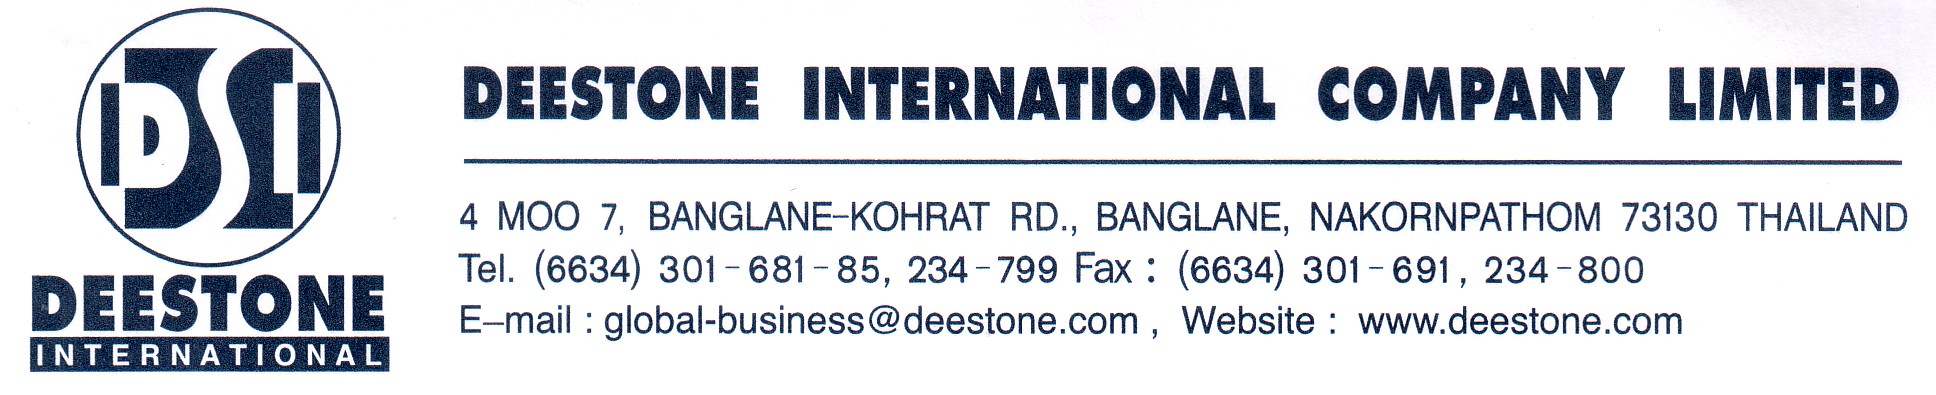 DSI
DEESTONE
INTERNATIONAL
DEESTONE INTERNATIONAL COMPANY LIMITED
4 MOO 7, BANGLANE-KOHRAT RD., BANGLANE, NAKORNPATHOM 73130 THAILAND
Tel. (6634) 301-681-85, 234-799 Fax : (6634) 301-691, 234-800
E-mail : global-business@deestone.com , Website : www.deestone.com